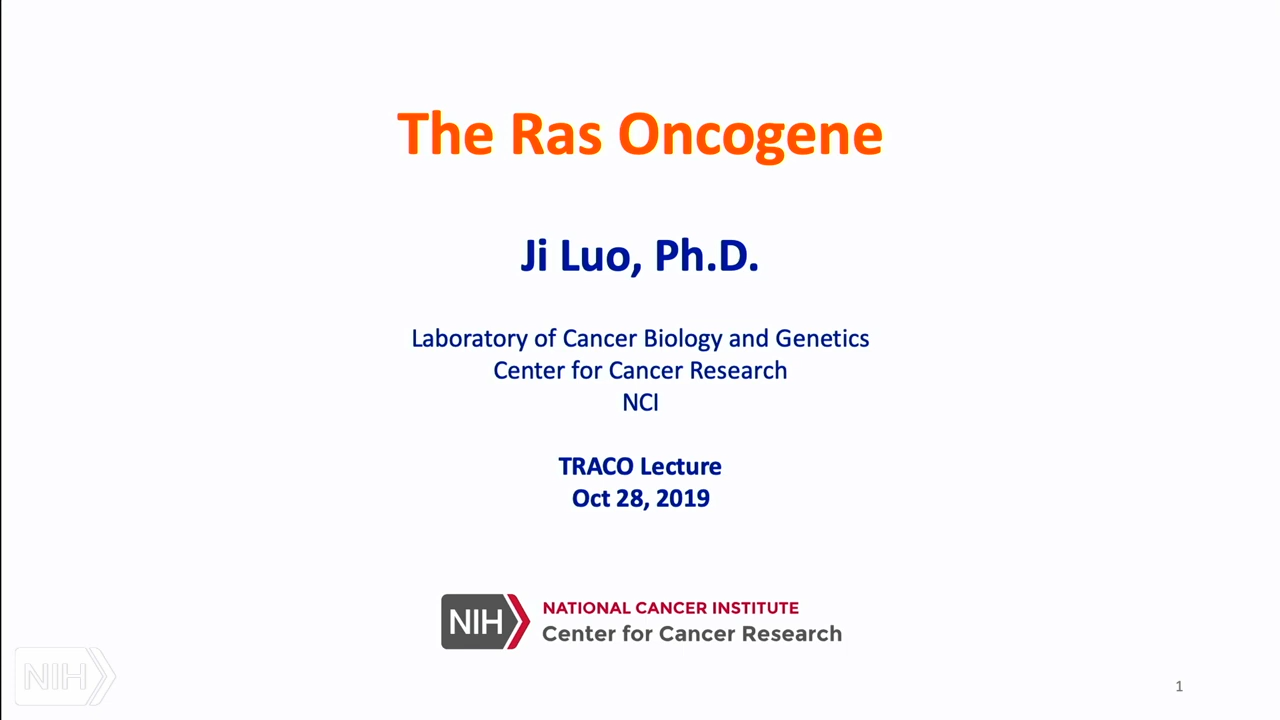 The Ras Oncogene
Ji Luo, Ph.D.
Laboratory of Cancer Biology and Genetics
Center for Cancer Research
NCI
TRACO Lecture
Oct 28, 2019
NIH
NATIONAL CANCER INSTITUTE
Center for Cancer Research
NIH
1